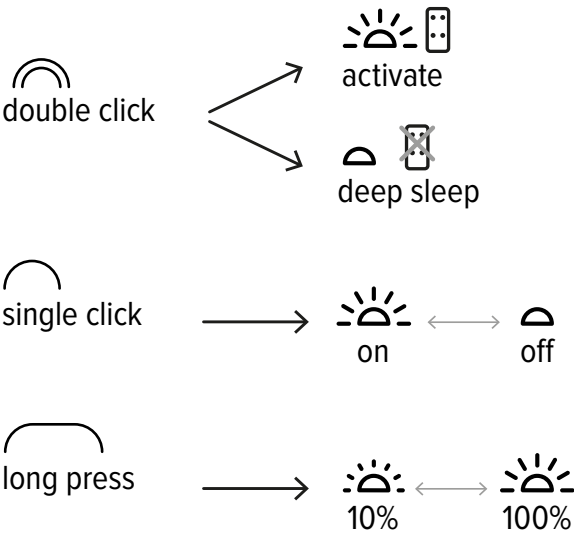 activate
double click
deep sleep
single click
on
off
long press
10%
100%